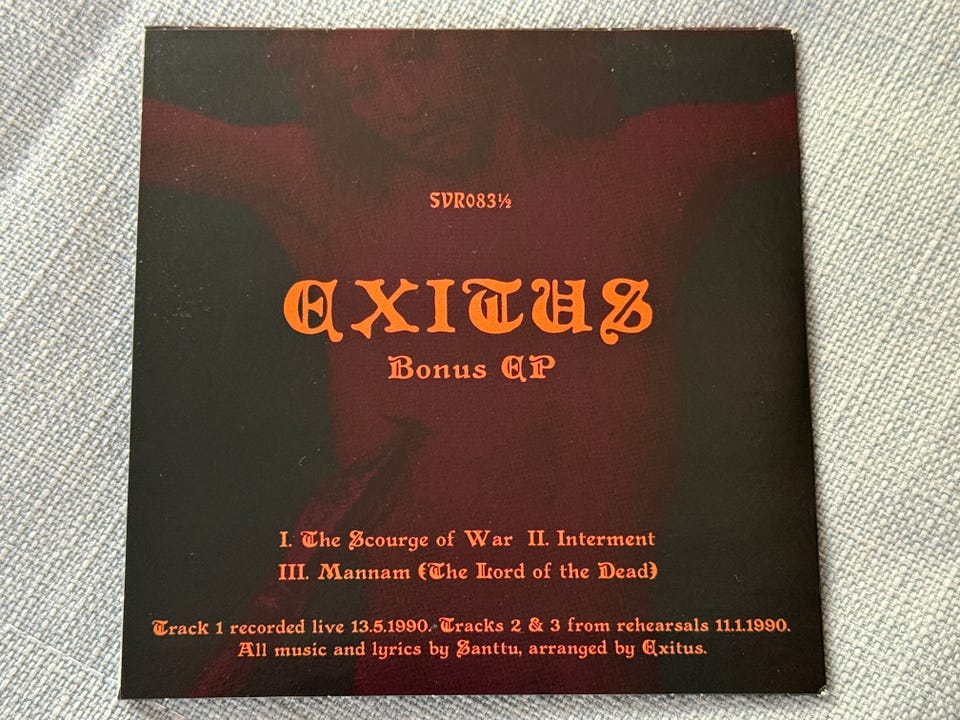 SVR083½
EXITUS
Bonus EP
I. The Scourge of War II. Interment
III. Mannam (The Lord of the Dead)
Track 1 recorded live 13.5.1990. Tracks 2 & 3 from rehearsals 11.1.1990.
All music and lyrics by Santtu, arranged by Exitus.